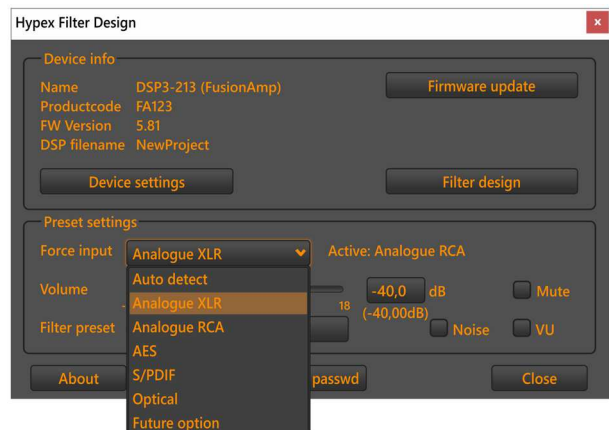 Hypex Filter Design
Device info
Name DSP3-213 (FusionAmp)
Productcode FA123
FW Version 5.81
DSP filename NewProject
Firmware update
Device settings
Filter design
Preset settings
Force input Analogue XLR Active: Analogue RCA
Auto detect
Analogue XLR
Analogue RCA
AES
S/PDIF
Optical
Future option
Volume 18 -40,0 dB Mute
(-40,00dB)
Filter preset Noise VU
About passwd Close